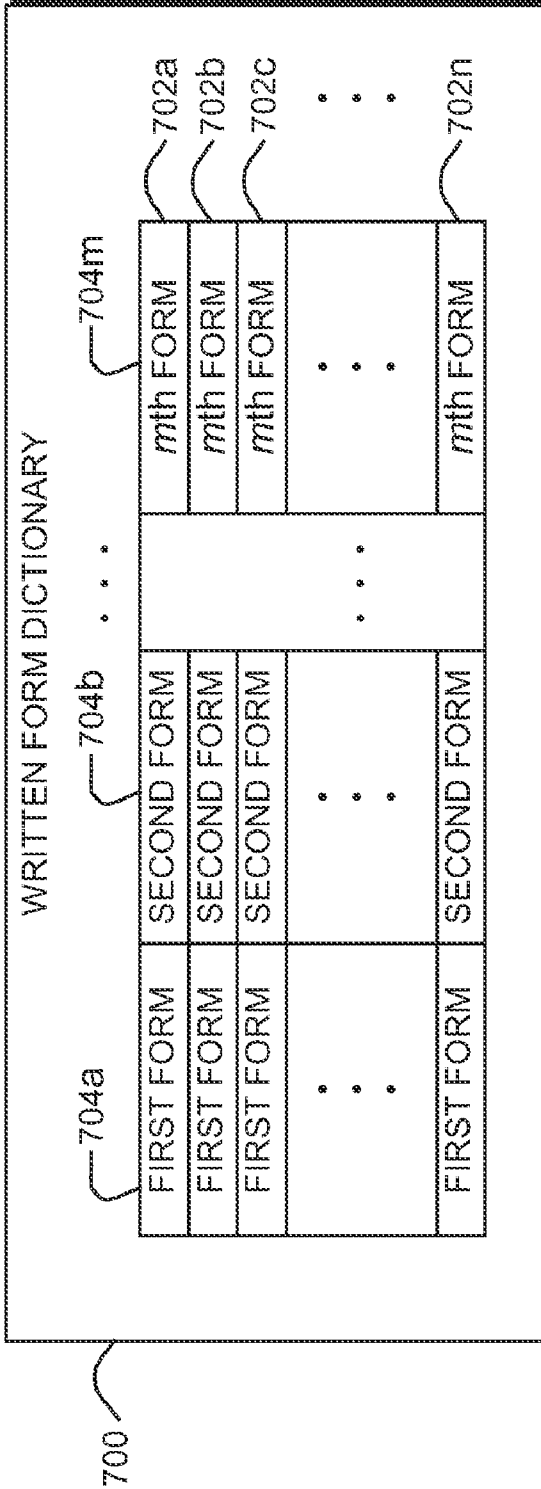 WRITTEN FORM DICTIONARY
700
704a 704b • • • 704m
FIRST FORM SECOND FORM mth FORM 702a
FIRST FORM SECOND FORM mth FORM 702b
FIRST FORM SECOND FORM mth FORM 702c
• • •
FIRST FORM SECOND FORM mth FORM 702n